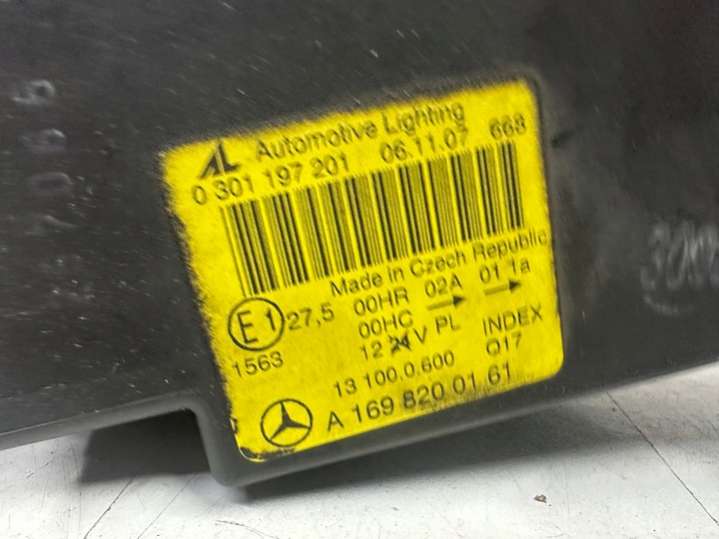 AL Automotive Lighting
0 301 197 201 06.11.07 668
Made in Czech Republic
E1 27,5 00HR 02A 01 1a
00HC → →
1563 12 24V PL INDEX
13 100.0.600 Q17
A 169 820 01 61